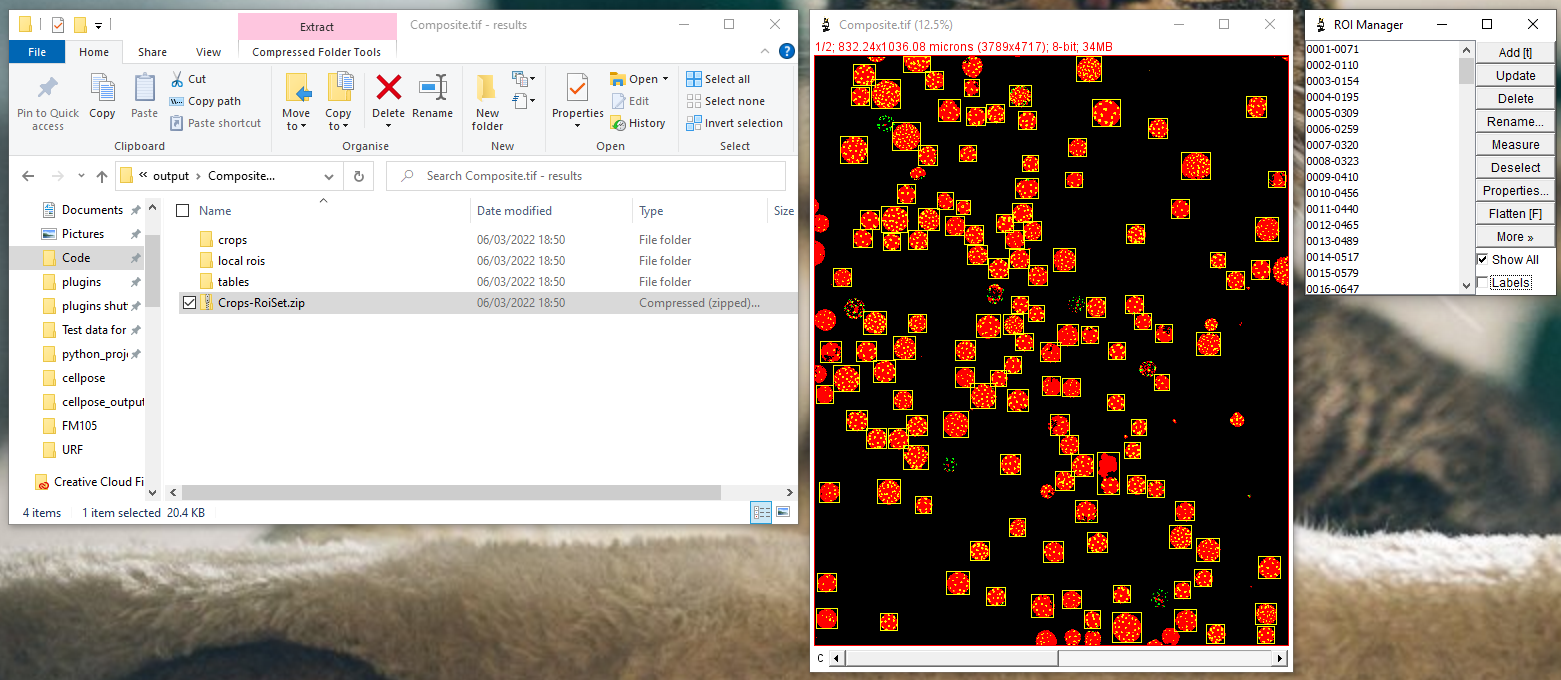 Extract
Composite.tif - results
File
Home
Share
View
Compressed Folder Tools
Pin to Quick
access
Copy
Paste
Cut
Copy path
Paste shortcut
Clipboard
Move
to
Copy
to
Delete
Rename
Organise
New
folder
New
Properties
Open
Edit
History
Open
Select all
Select none
Invert selection
Select
« output › Composite...
Search Composite.tif - results
Documents
Pictures
Code
plugins
plugins shut
Test data for
python_proj
cellpose
cellpose_output
FM105
URF
Creative Cloud Fi
Name
Date modified
Type
Size
crops
06/03/2022 18:50
File folder
local rois
06/03/2022 18:50
File folder
tables
06/03/2022 18:50
File folder
Crops-RoiSet.zip
06/03/2022 18:50
Compressed (zipped)...
4 items
1 item selected 20.4 KB
Composite.tif (12.5%)
1/2; 832.24x1036.08 microns (3789x4717); 8-bit; 34MB
C
ROI Manager
0001-0071
0002-0110
0003-0154
0004-0195
0005-0309
0006-0259
0007-0320
0008-0323
0009-0410
0010-0456
0011-0440
0012-0465
0013-0489
0014-0517
0015-0579
0016-0647
Add [t]
Update
Delete
Rename...
Measure
Deselect
Properties...
Flatten [F]
More »
Show All
Labels